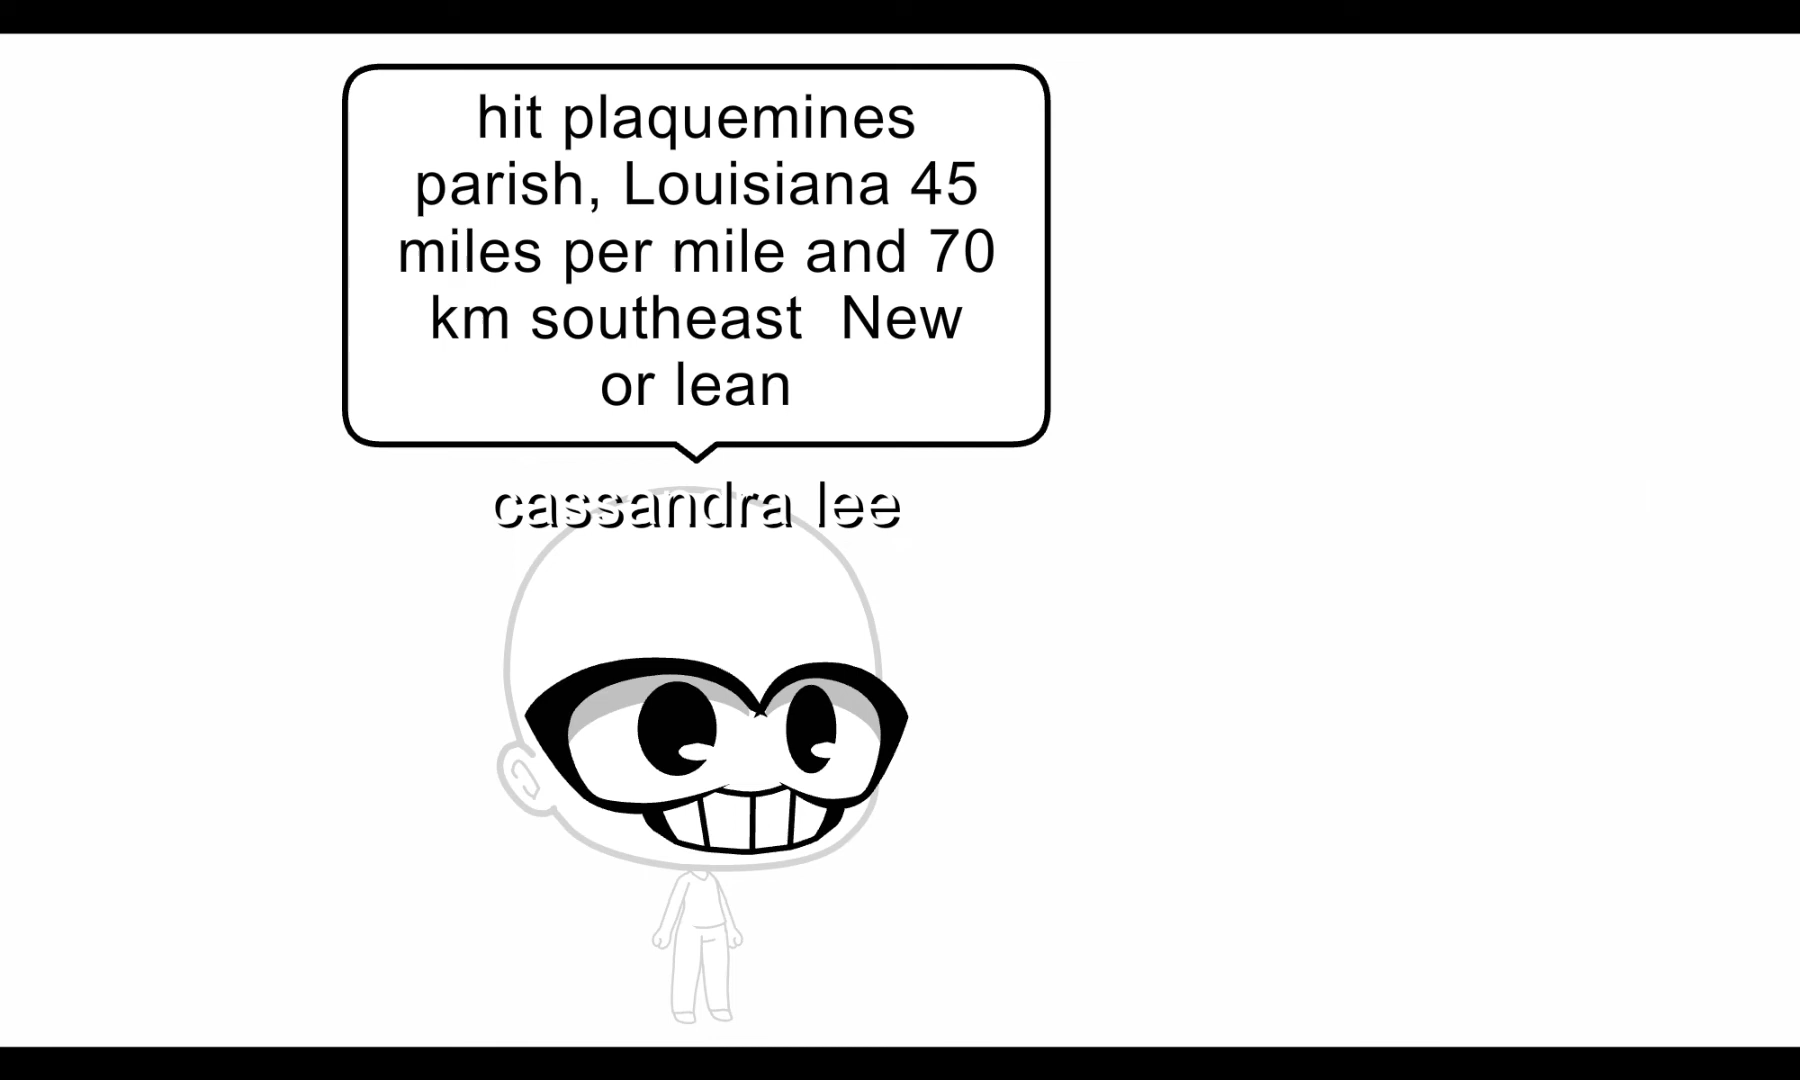 hit plaquemines
parish, Louisiana 45
miles per mile and 70
km southeast  New
or lean
cassandra lee